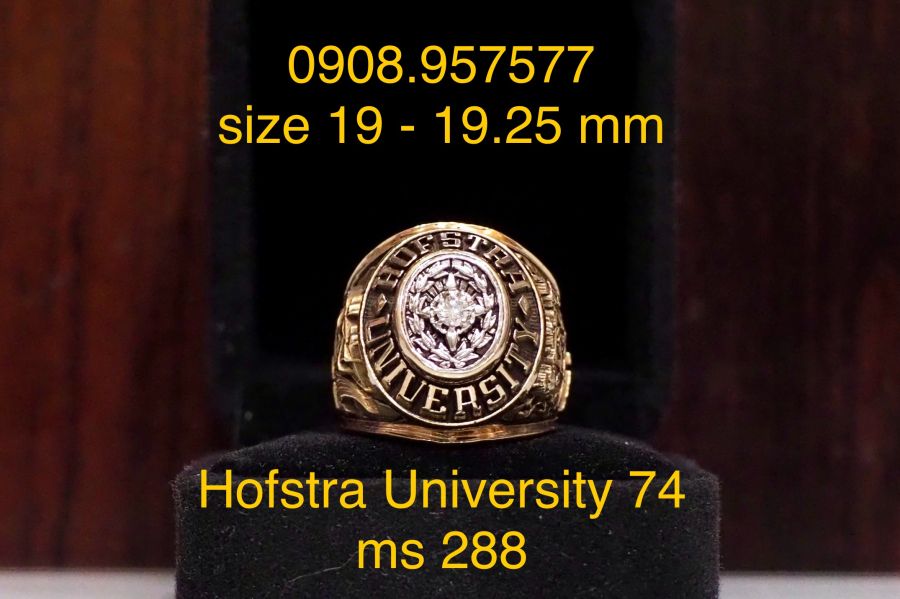 0908.957577
size 19 - 19.25 mm
HOFSTRA
UNIVERSITY
Hofstra University 74
ms 288